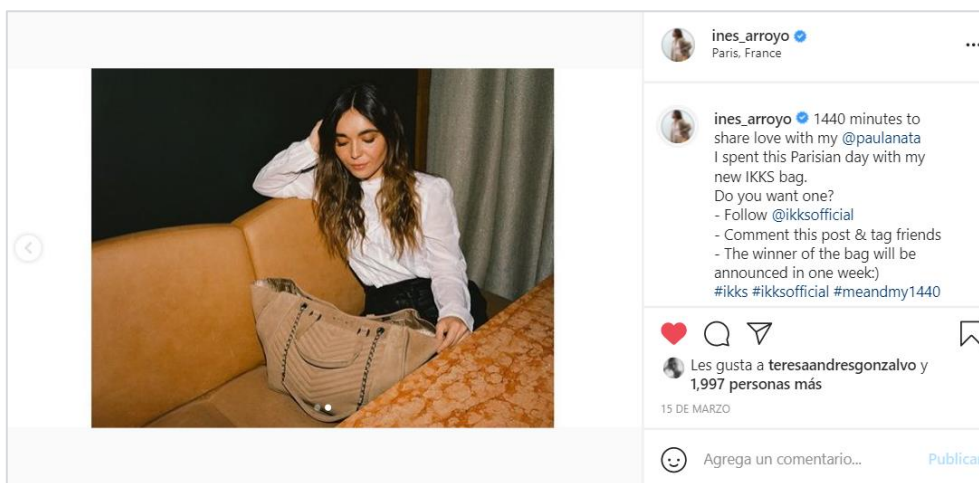 ines_arroyo
Paris, France
ines_arroyo 1440 minutes to
share love with my @paulanata
I spent this Parisian day with my
new IKKS bag.
Do you want one?
- Follow @ikksofficial
- Comment this post & tag friends
- The winner of the bag will be
announced in one week:)
#ikks #ikksofficial #meandmy1440
Les gusta a teresaandresgonzalvo y
1,997 personas más
15 DE MARZO
Agrega un comentario...
Publicar